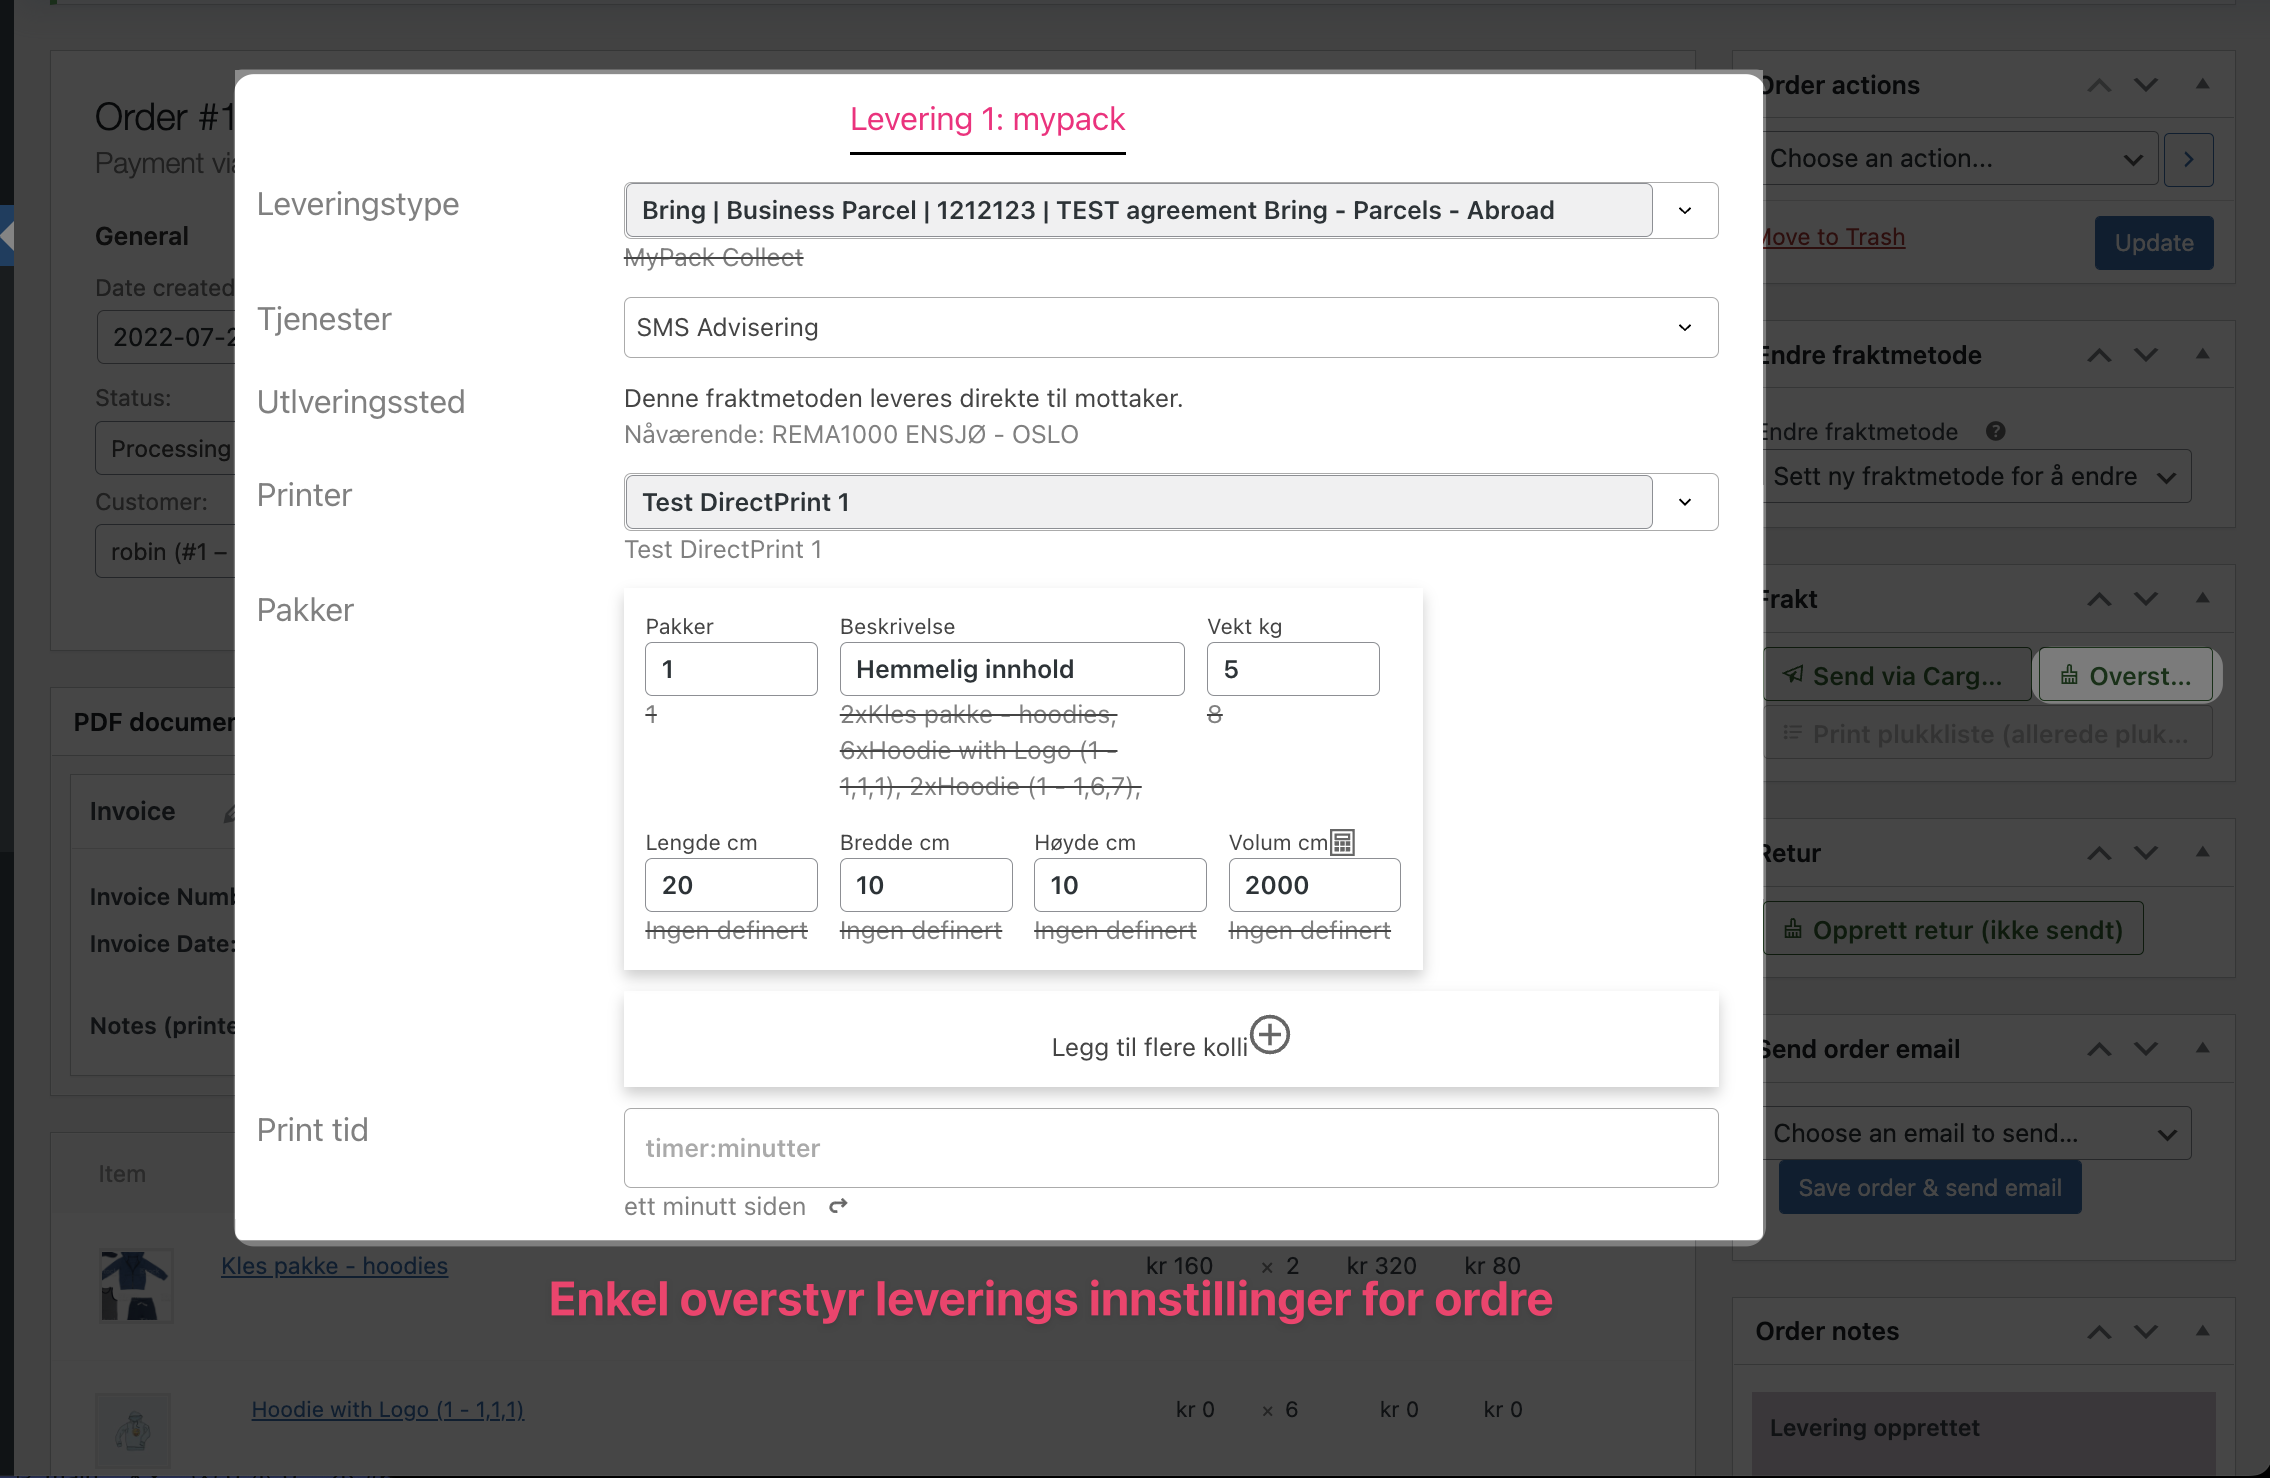 Order #1
Payment via
General
Date created
2022-07-2
Status:
Processing
Customer:
robin (#1 –
PDF documen
Invoice
Invoice Numb
Invoice Date:
Notes (printe
Item
Levering 1: mypack
Leveringstype
Bring | Business Parcel | 1212123 | TEST agreement Bring - Parcels - Abroad
MyPack Collect
Tjenester
SMS Advisering
Utlveringssted
Denne fraktmetoden leveres direkte til mottaker.
Nåværende: REMA1000 ENSJØ - OSLO
Printer
Test DirectPrint 1
Test DirectPrint 1
Pakker
Pakker Beskrivelse Vekt kg
1 Hemmelig innhold 5
1 2xKles pakke - hoodies, 8
6xHoodie with Logo (1 -
1,1,1), 2xHoodie (1 - 1,6,7),
Lengde cm Bredde cm Høyde cm Volum cm
20 10 10 2000
Ingen definert Ingen definert Ingen definert Ingen definert
Legg til flere kolli
Print tid
timer:minutter
ett minutt siden
Kles pakke - hoodies kr 160 × 2 kr 320 kr 80
Enkel overstyr leverings innstillinger for ordre
Hoodie with Logo (1 - 1,1,1) kr 0 × 6 kr 0 kr 0
Order actions
Choose an action...
Move to Trash
Update
Endre fraktmetode
Endre fraktmetode
Sett ny fraktmetode for å endre
Frakt
Send via Carg...
Overst...
Print plukkliste (allerede pluk...
Retur
Opprett retur (ikke sendt)
Send order email
Choose an email to send...
Save order & send email
Order notes
Levering opprettet